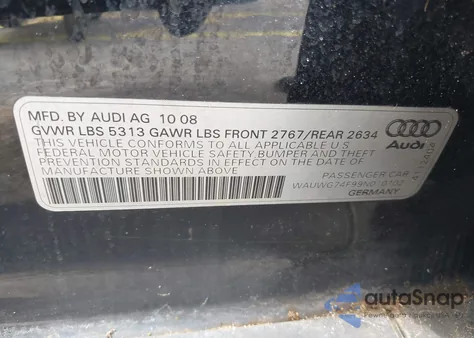 MFD. BY AUDI AG 10 08
GVWR LBS 5313 GAWR LBS FRONT 2767/REAR 2634
THIS VEHICLE CONFORMS TO ALL APPLICABLE U S
FEDERAL MOTOR VEHICLE SAFETY BUMPER AND THEFT
PREVENTION STANDARDS IN EFFECT ON THE DATE OF
MANUFACTURE SHOWN ABOVE
Audi
PASSENGER CAR
GERMANY
autoSnap